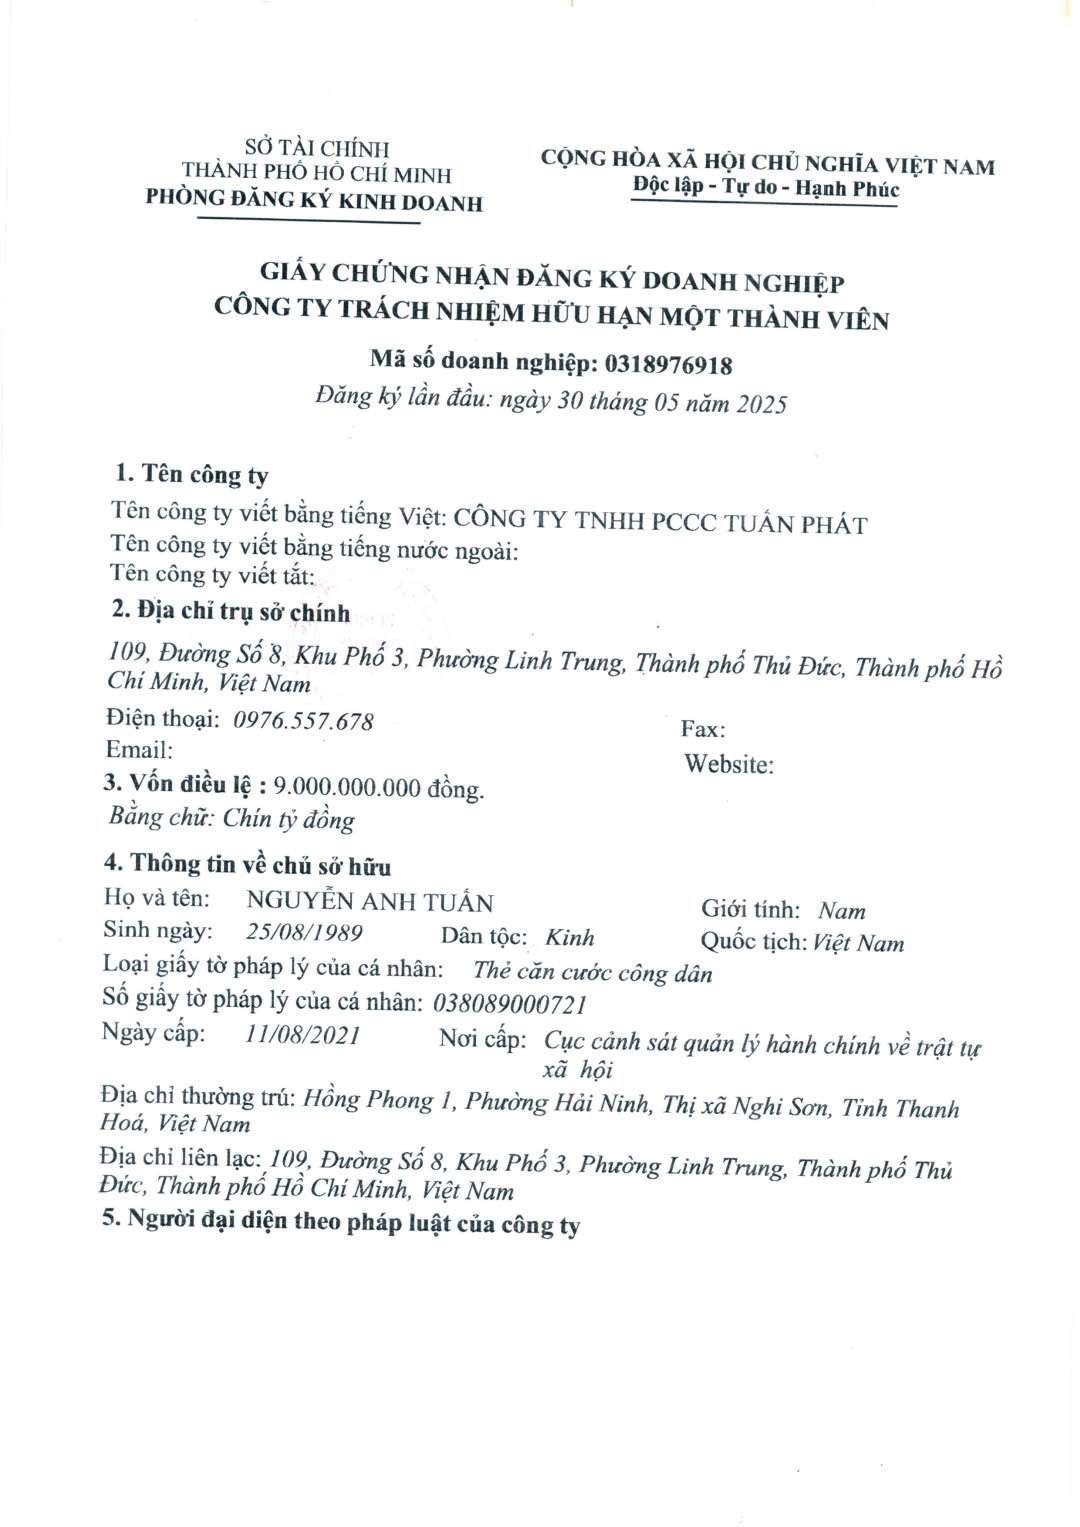 SỞ TÀI CHÍNH
THÀNH PHỐ HỒ CHÍ MINH
PHÒNG ĐĂNG KÝ KINH DOANH
CỘNG HÒA XÃ HỘI CHỦ NGHĨA VIỆT NAM
Độc lập - Tự do - Hạnh Phúc
GIẤY CHỨNG NHẬN ĐĂNG KÝ DOANH NGHIỆP
CÔNG TY TRÁCH NHIỆM HỮU HẠN MỘT THÀNH VIÊN
Mã số doanh nghiệp: 0318976918
Đăng ký lần đầu: ngày 30 tháng 05 năm 2025
1. Tên công ty
Tên công ty viết bằng tiếng Việt: CÔNG TY TNHH PCCC TUẤN PHÁT
Tên công ty viết bằng tiếng nước ngoài:
Tên công ty viết tắt:
2. Địa chỉ trụ sở chính
109, Đường Số 8, Khu Phố 3, Phường Linh Trung, Thành phố Thủ Đức, Thành phố Hồ
Chí Minh, Việt Nam
Điện thoại: 0976.557.678 Fax:
Email: Website:
3. Vốn điều lệ : 9.000.000.000 đồng.
Bằng chữ: Chín tỷ đồng
4. Thông tin về chủ sở hữu
Họ và tên: NGUYỄN ANH TUẤN Giới tính: Nam
Sinh ngày: 25/08/1989 Dân tộc: Kinh Quốc tịch: Việt Nam
Loại giấy tờ pháp lý của cá nhân: Thẻ căn cước công dân
Số giấy tờ pháp lý của cá nhân: 038089000721
Ngày cấp: 11/08/2021 Nơi cấp: Cục cảnh sát quản lý hành chính về trật tự
xã hội
Địa chỉ thường trú: Hồng Phong 1, Phường Hải Ninh, Thị xã Nghi Sơn, Tỉnh Thanh
Hoá, Việt Nam
Địa chỉ liên lạc: 109, Đường Số 8, Khu Phố 3, Phường Linh Trung, Thành phố Thủ
Đức, Thành phố Hồ Chí Minh, Việt Nam
5. Người đại diện theo pháp luật của công ty